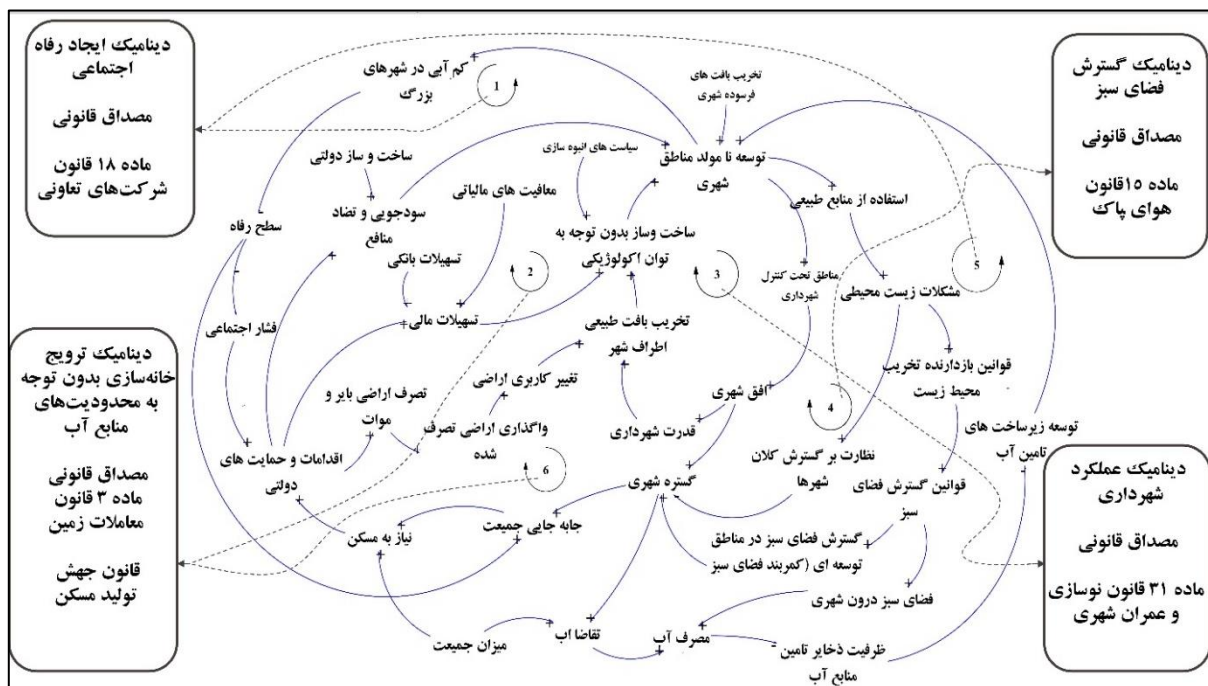 دینامیک ایجاد رفاه
اجتماعی
مصداق قانونی
ماده ۱۸ قانون
شرکت‌های تعاونی
دینامیک گسترش
فضای سبز
مصداق قانونی
ماده ۱۵قانون
هوای پاک
دینامیک ترویج
خانه‌سازی بدون توجه
به محدودیت‌های
منابع آب
مصداق قانونی
ماده ۳ قانون
معاملات زمین
قانون جهش
تولید مسکن
دینامیک عملکرد
شهرداری
مصداق قانونی
ماده ۳۱ قانون نوسازی
و عمران شهری
کم آبی در شهرهای
بزرگ
1
تخریب بافت های
فرسوده شهری
ساخت و ساز دولتی
سیاست های انبوه سازی
توسعه نا مولد مناطق
شهری
معافیت های مالیاتی
استفاده از منابع طبیعی
سودجویی و تضاد
منافع
سطح رفاه
ساخت وساز بدون توجه به
توان اکولوژیکی
تسهیلات بانکی
2
3
مناطق تحت کنترل
شهرداری
5
مشکلات زیست محیطی
فشار اجتماعی
تسهیلات مالی
تخریب بافت طبیعی
اطراف شهر
قوانین بازدارنده تخریب
محیط زیست
تغییر کاربری اراضی
افق شهری
4
تصرف اراضی بایر و
موات
واگذاری اراضی تصرف
شده
قدرت شهرداری
توسعه زیرساخت های
تامین آب
اقدامات و حمایت های
دولتی
6
نظارت بر گسترش کلان
شهرها
گستره شهری
قوانین گسترش فضای
سبز
جابه جایی جمیعت
نیاز به مسکن
گسترش فضای سبز در مناطق
توسعه ای (کمربند فضای سبز
فضای سبز درون شهری
میزان جمیعت
تقاضا اب
مصرف آب
ظرفیت ذخایر تامین
منابع آب